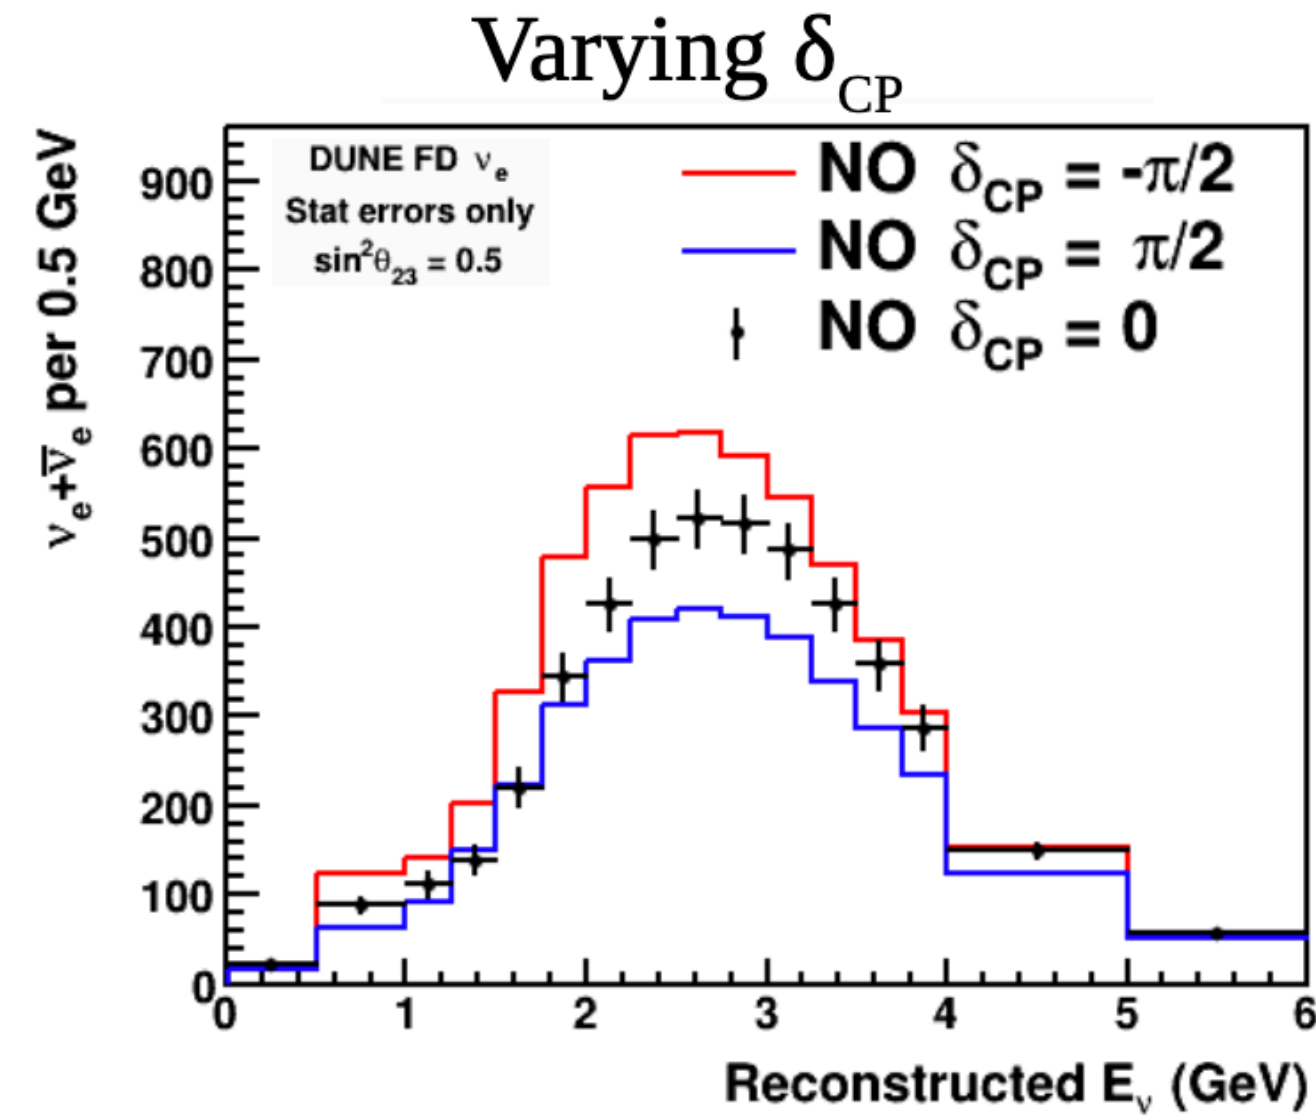 Varying δCP
DUNE FD νe
Stat errors only
sin²θ23 = 0.5
NO δCP = -π/2
NO δCP = π/2
NO δCP = 0
νe+ν̅e per 0.5 GeV
900
800
700
600
500
400
300
200
100
0
0 1 2 3 4 5 6
Reconstructed Eν (GeV)